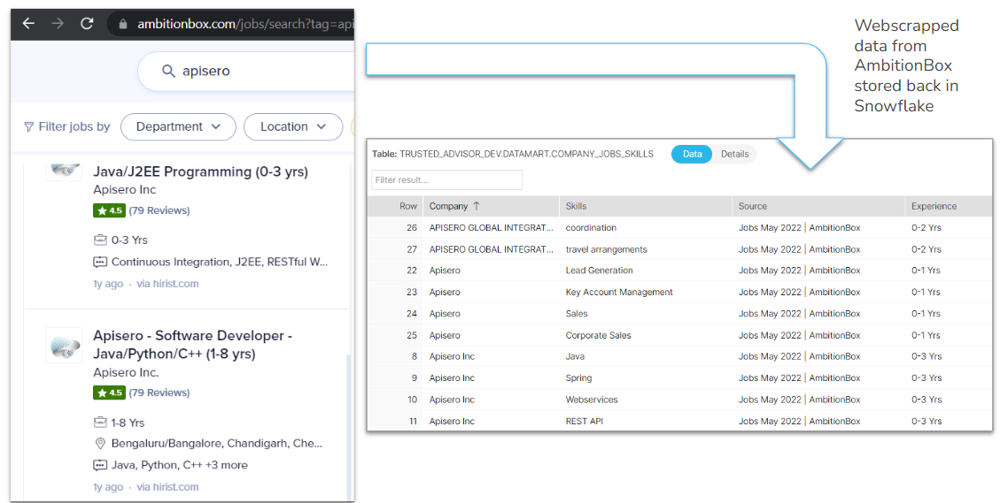 ambitionbox.com/jobs/search?tag=api
apisero
Filter jobs by Department Location
Java/J2EE Programming (0-3 yrs)
Apisero Inc
4.5 (79 Reviews)
0-3 Yrs
Continuous Integration, J2EE, RESTful W...
1y ago · via hirist.com
Apisero - Software Developer -
Java/Python/C++ (1-8 yrs)
Apisero Inc.
4.5 (79 Reviews)
1-8 Yrs
Bengaluru/Bangalore, Chandigarh, Che...
Java, Python, C++ +3 more
1y ago · via hirist.com
Webscrapped
data from
AmbitionBox
stored back in
Snowflake
Table: TRUSTED_ADVISOR_DEV.DATAMART.COMPANY_JOBS_SKILLS Data Details
Filter result...
Row Company ↑ Skills Source Experience
26 APISERO GLOBAL INTEGRAT... coordination Jobs May 2022 | AmbitionBox 0-2 Yrs
27 APISERO GLOBAL INTEGRAT... travel arrangements Jobs May 2022 | AmbitionBox 0-2 Yrs
22 Apisero Lead Generation Jobs May 2022 | AmbitionBox 0-1 Yrs
23 Apisero Key Account Management Jobs May 2022 | AmbitionBox 0-1 Yrs
24 Apisero Sales Jobs May 2022 | AmbitionBox 0-1 Yrs
25 Apisero Corporate Sales Jobs May 2022 | AmbitionBox 0-1 Yrs
8 Apisero Inc Java Jobs May 2022 | AmbitionBox 0-3 Yrs
9 Apisero Inc Spring Jobs May 2022 | AmbitionBox 0-3 Yrs
10 Apisero Inc Webservices Jobs May 2022 | AmbitionBox 0-3 Yrs
11 Apisero Inc REST API Jobs May 2022 | AmbitionBox 0-3 Yrs